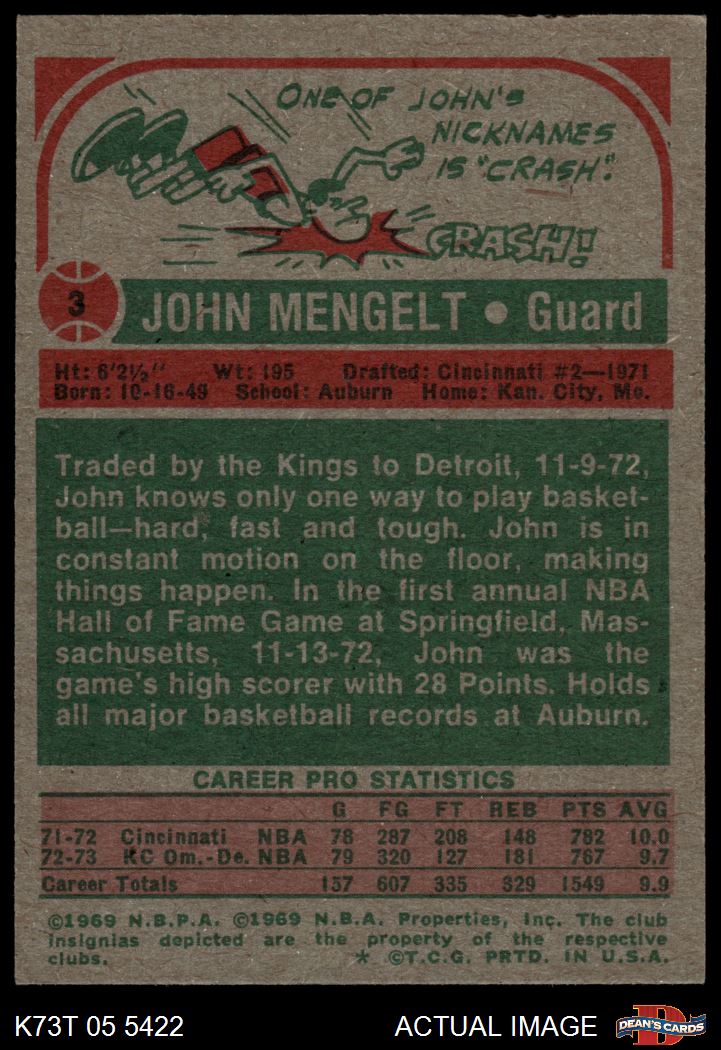 ONE OF JOHN'S
NICKNAMES
IS "CRASH".
CRASH!
3
JOHN MENGELT • Guard
Ht: 6'2½" Wt: 195 Drafted: Cincinnati #2—1971
Born: 10-16-49 School: Auburn Home: Kan. City, Mo.
Traded by the Kings to Detroit, 11-9-72,
John knows only one way to play basket-
ball—hard, fast and tough. John is in
constant motion on the floor, making
things happen. In the first annual NBA
Hall of Fame Game at Springfield, Mas-
sachusetts, 11-13-72, John was the
game's high scorer with 28 Points. Holds
all major basketball records at Auburn.
CAREER PRO STATISTICS
G FG FT REB PTS AVG
71-72 Cincinnati NBA 78 287 208 148 782 10.0
72-73 KC Om.-De. NBA 79 320 127 181 767 9.7
Career Totals 157 607 335 329 1549 9.9
©1969 N.B.P.A. ©1969 N.B.A. Properties, Inc. The club
insignias depicted are the property of the respective
clubs. * ©T.C.G. PRTD. IN U.S.A.
K73T 05 5422 ACTUAL IMAGE
D
DEAN'S CARDS